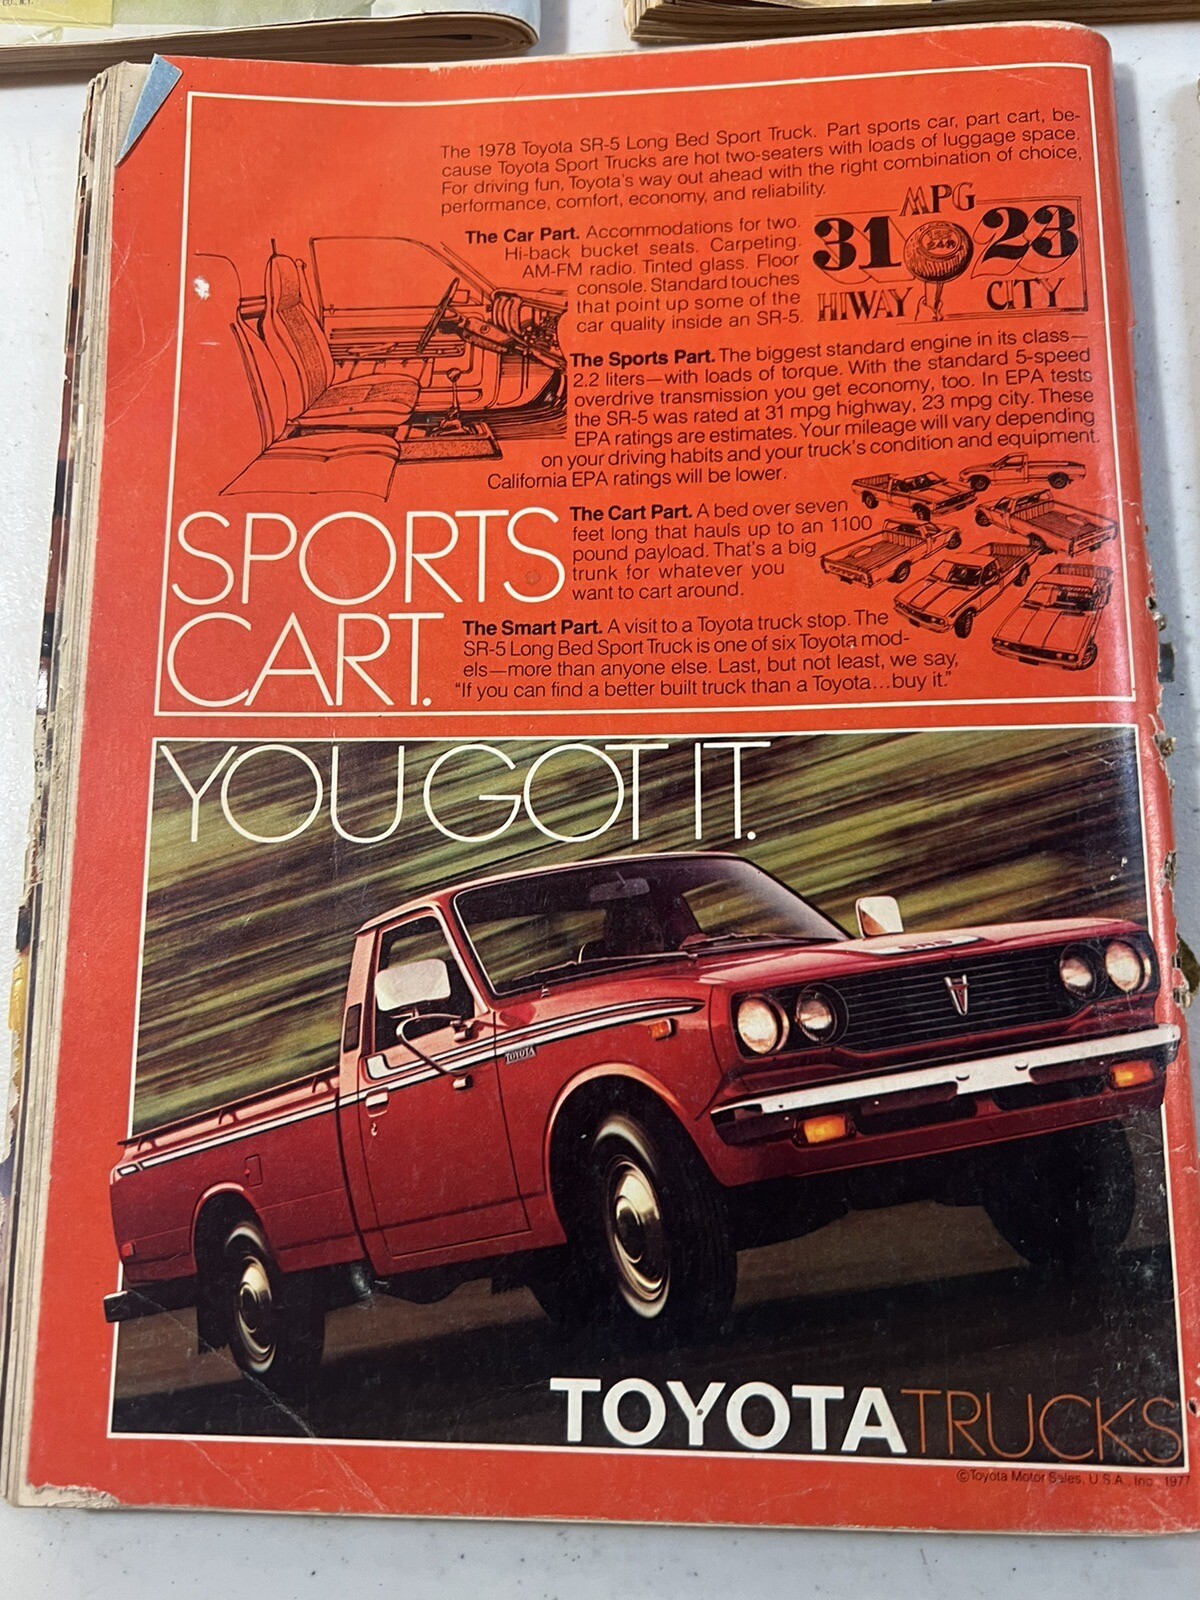 CO., N.Y.
The 1978 Toyota SR-5 Long Bed Sport Truck. Part sports car, part cart, be-
cause Toyota Sport Trucks are hot two-seaters with loads of luggage space.
For driving fun, Toyota's way out ahead with the right combination of choice,
performance, comfort, economy, and reliability.
The Car Part. Accommodations for two.
Hi-back bucket seats. Carpeting.
AM-FM radio. Tinted glass. Floor
console. Standard touches
that point up some of the
car quality inside an SR-5.
MPG
31 23
HIWAY CITY
The Sports Part. The biggest standard engine in its class—
2.2 liters—with loads of torque. With the standard 5-speed
overdrive transmission you get economy, too. In EPA tests
the SR-5 was rated at 31 mpg highway, 23 mpg city. These
EPA ratings are estimates. Your mileage will vary depending
on your driving habits and your truck's condition and equipment.
California EPA ratings will be lower.
The Cart Part. A bed over seven
feet long that hauls up to an 1100
pound payload. That's a big
trunk for whatever you
want to cart around.
SPORTS
CART.
The Smart Part. A visit to a Toyota truck stop. The
SR-5 Long Bed Sport Truck is one of six Toyota mod-
els—more than anyone else. Last, but not least, we say,
"If you can find a better built truck than a Toyota...buy it."
YOU GOT IT.
SR5
TOYOTA
TOYOTA TRUCKS
©Toyota Motor Sales, U.S.A., Inc. 1977